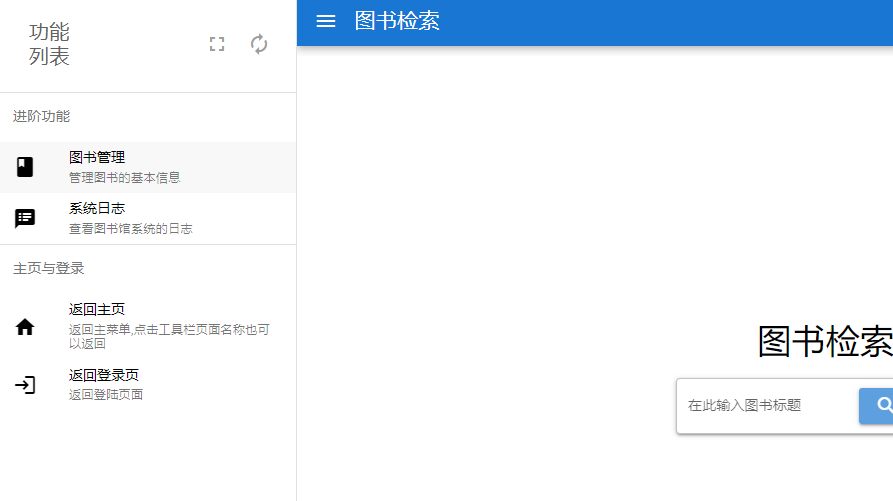 功能
列表
进阶功能
图书管理
管理图书的基本信息
系统日志
查看图书馆系统的日志
主页与登录
返回主页
返回主菜单,点击工具栏页面名称也可
以返回
返回登录页
返回登陆页面
图书检索
图书检索
在此输入图书标题